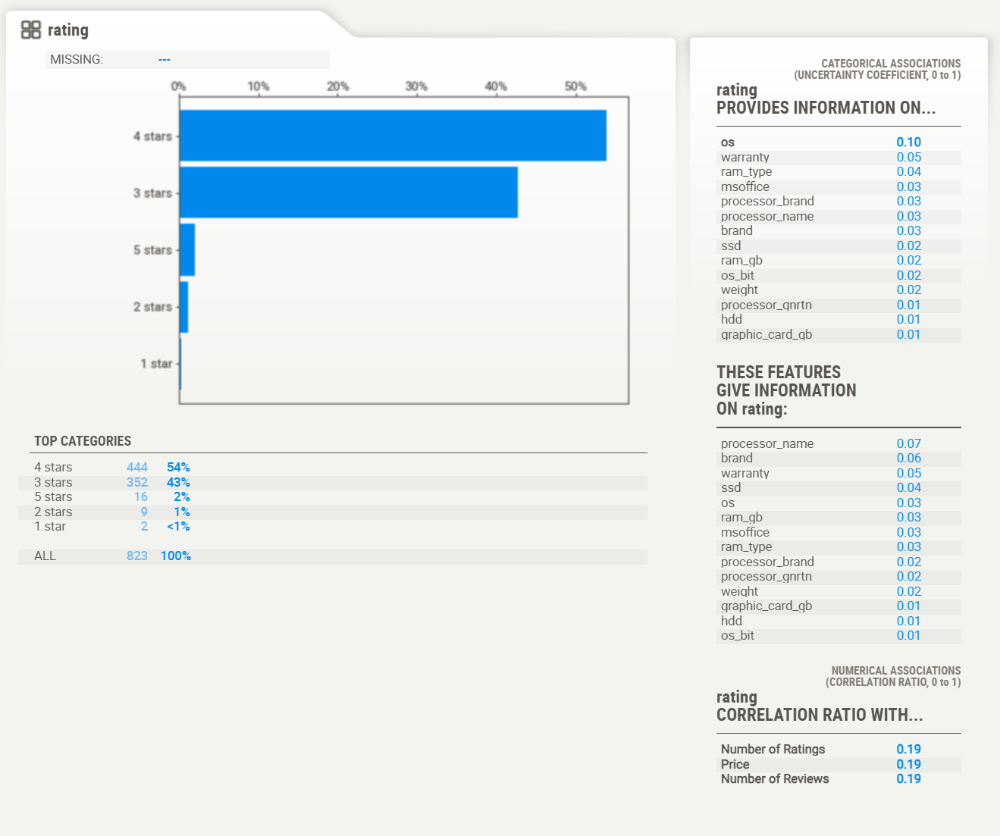 rating
MISSING: ---
0% 10% 20% 30% 40% 50%
4 stars
3 stars
5 stars
2 stars
1 star
TOP CATEGORIES
4 stars 444 54%
3 stars 352 43%
5 stars 16 2%
2 stars 9 1%
1 star 2 <1%
ALL 823 100%
CATEGORICAL ASSOCIATIONS
(UNCERTAINTY COEFFICIENT, 0 to 1)
rating
PROVIDES INFORMATION ON...
os 0.10
warranty 0.05
ram_type 0.04
msoffice 0.03
processor_brand 0.03
processor_name 0.03
brand 0.03
ssd 0.02
ram_gb 0.02
os_bit 0.02
weight 0.02
processor_gnrtn 0.01
hdd 0.01
graphic_card_gb 0.01
THESE FEATURES
GIVE INFORMATION
ON rating:
processor_name 0.07
brand 0.06
warranty 0.05
ssd 0.04
os 0.03
ram_gb 0.03
msoffice 0.03
ram_type 0.03
processor_brand 0.02
processor_gnrtn 0.02
weight 0.02
graphic_card_gb 0.01
hdd 0.01
os_bit 0.01
NUMERICAL ASSOCIATIONS
(CORRELATION RATIO, 0 to 1)
rating
CORRELATION RATIO WITH...
Number of Ratings 0.19
Price 0.19
Number of Reviews 0.19